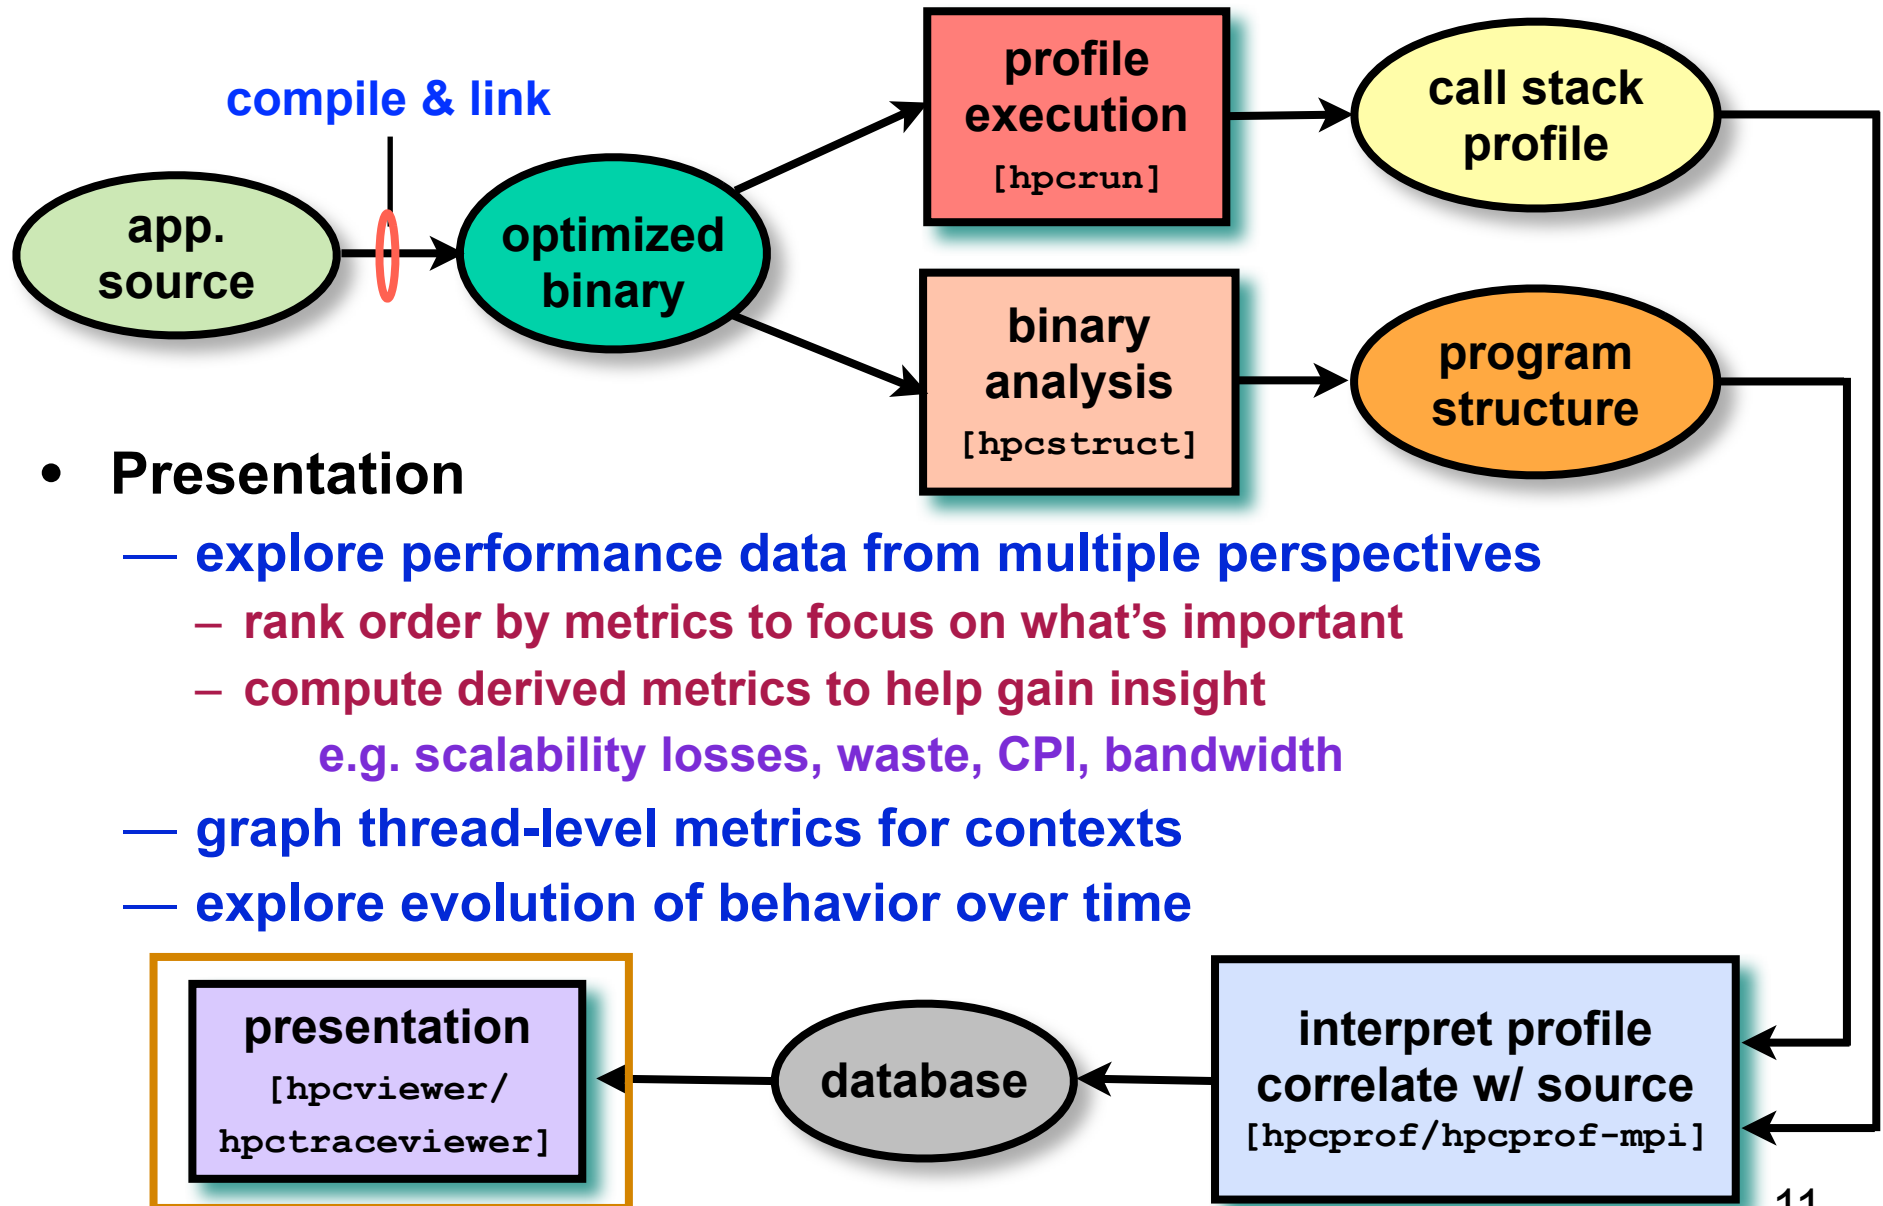 compile & link
app.
source
optimized
binary
profile
execution
[hpcrun]
call stack
profile
binary
analysis
[hpcstruct]
program
structure
• Presentation
— explore performance data from multiple perspectives
– rank order by metrics to focus on what’s important
– compute derived metrics to help gain insight
e.g. scalability losses, waste, CPI, bandwidth
— graph thread-level metrics for contexts
— explore evolution of behavior over time
presentation
[hpcviewer/
hpctraceviewer]
database
interpret profile
correlate w/ source
[hpcprof/hpcprof-mpi]
11